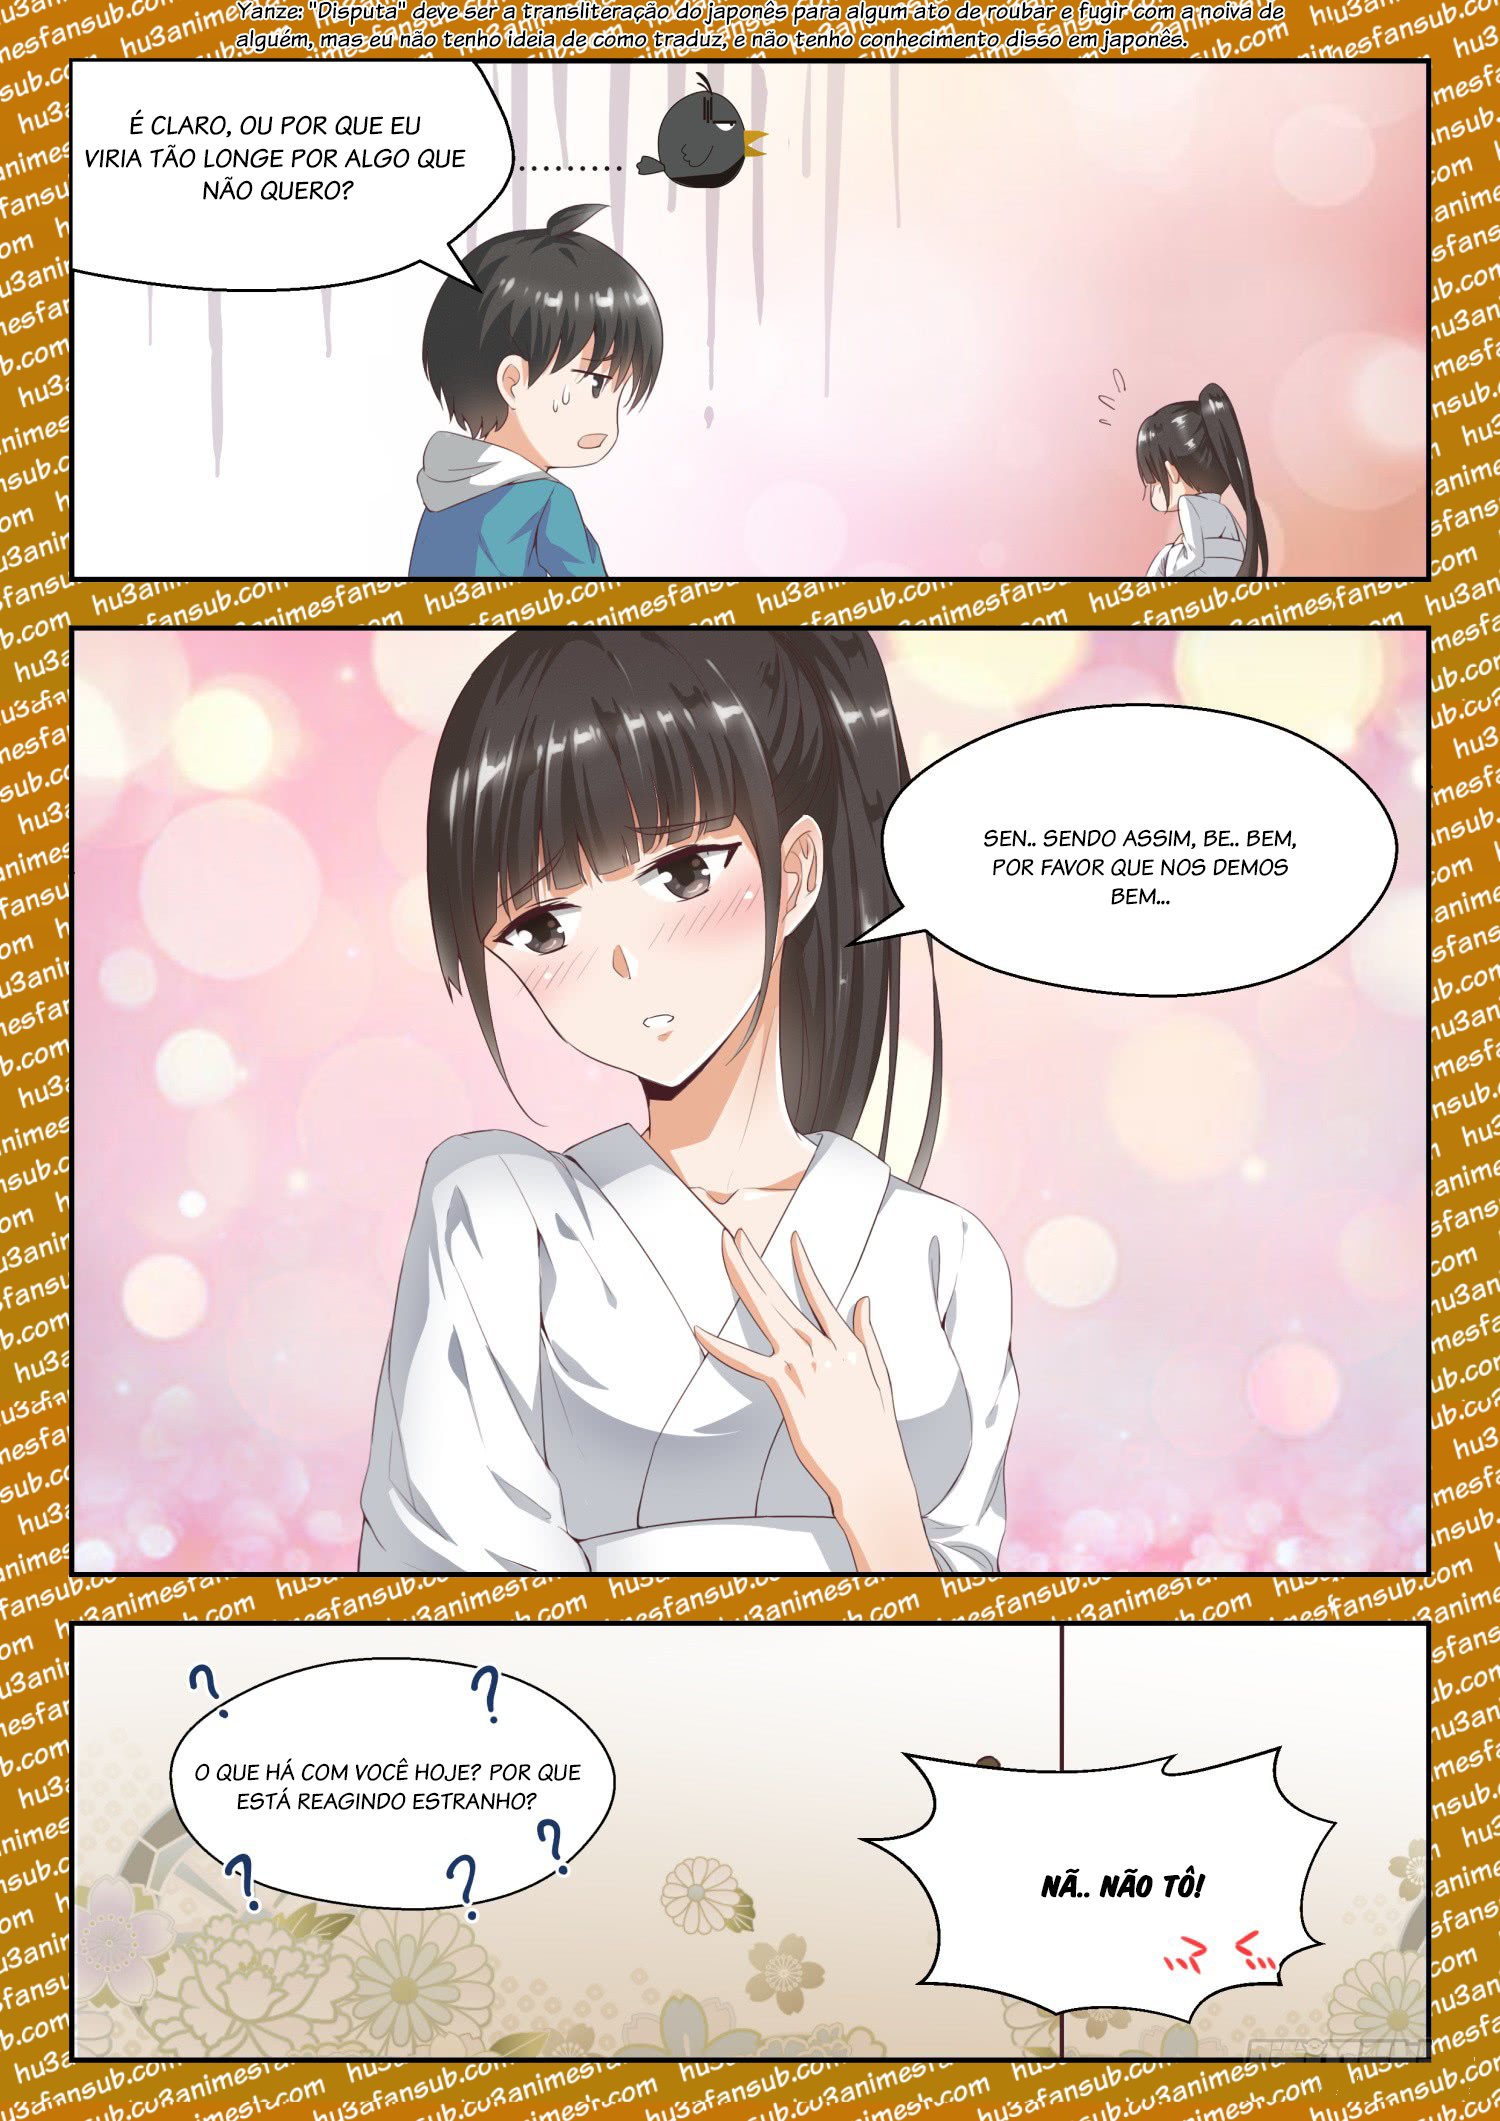 Yanze: "Disputa" deve ser a transliteração do japonês para algum ato de roubar e fugir com a noiva de
alguém, mas eu não tenho ideia de como traduz, e não tenho conhecimento disso em japonês.
É CLARO, OU POR QUE EU
VIRIA TÃO LONGE POR ALGO QUE
NÃO QUERO?
SEN.. SENDO ASSIM, BE.. BEM,
POR FAVOR QUE NOS DEMOS
BEM...
O QUE HÁ COM VOCÊ HOJE? POR QUE
ESTÁ REAGINDO ESTRANHO?
NÃ.. NÃO TÔ!
hu3animesfansub.com